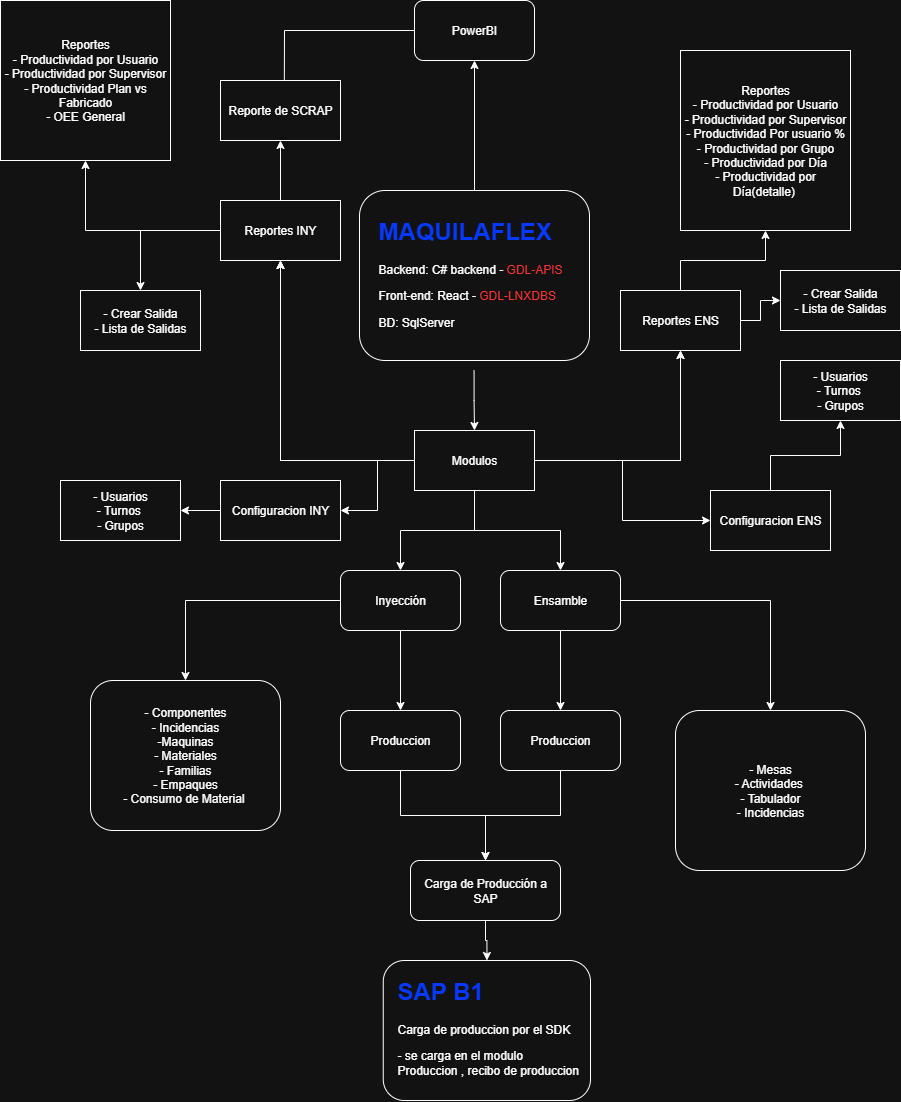 PowerBI
Reportes
- Productividad por Usuario
- Productividad por Supervisor
- Productividad Plan vs
Fabricado
- OEE General
Reporte de SCRAP
Reportes
- Productividad por Usuario
- Productividad por Supervisor
- Productividad Por usuario %
- Productividad por Grupo
- Productividad por Día
- Productividad por
Día(detalle)
Reportes INY
MAQUILAFLEX
Backend: C# backend - GDL-APIS
Front-end: React - GDL-LNXDBS
BD: SqlServer
- Crear Salida
- Lista de Salidas
Reportes ENS
- Crear Salida
- Lista de Salidas
- Usuarios
- Turnos
- Grupos
Modulos
- Usuarios
- Turnos
- Grupos
Configuracion INY
Configuracion ENS
Inyección
Ensamble
- Componentes
- Incidencias
-Maquinas
- Materiales
- Familias
- Empaques
- Consumo de Material
Produccion
Produccion
- Mesas
- Actividades
- Tabulador
- Incidencias
Carga de Producción a
SAP
SAP B1
Carga de produccion por el SDK
- se carga en el modulo
Produccion , recibo de produccion